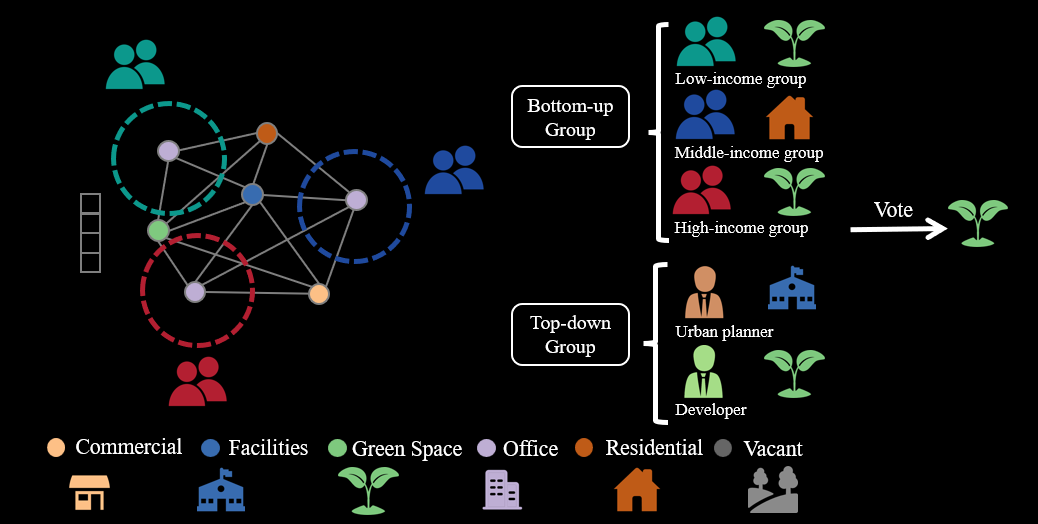 Bottom-up
Group
Low-income group
Middle-income group
High-income group
Vote
Top-down
Group
Urban planner
Developer
Commercial
Facilities
Green Space
Office
Residential
Vacant